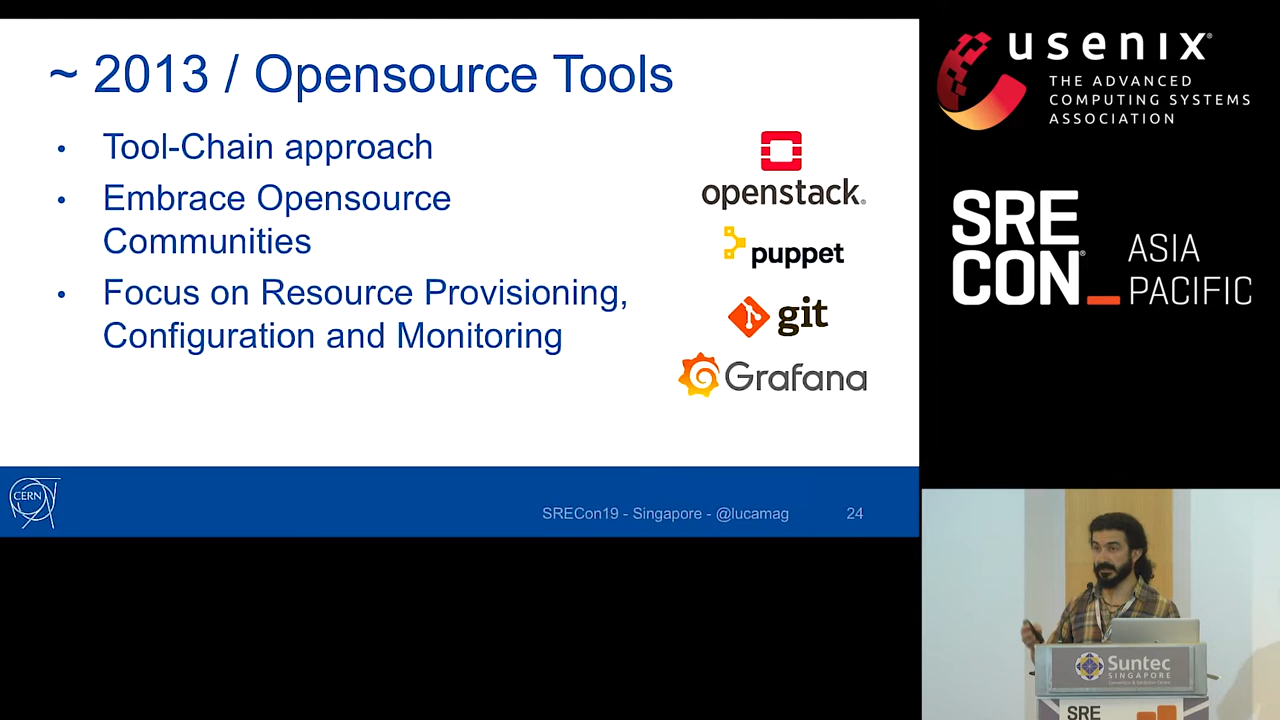 ~ 2013 / Opensource Tools
• Tool-Chain approach
• Embrace Opensource
Communities
• Focus on Resource Provisioning,
Configuration and Monitoring
openstack.
puppet
git
Grafana
CERN
SRECon19 - Singapore - @lucamag
24
usenix®
THE ADVANCED
COMPUTING SYSTEMS
ASSOCIATION
SRE
CON®
ASIA
PACIFIC
Suntec
SINGAPORE
SRE